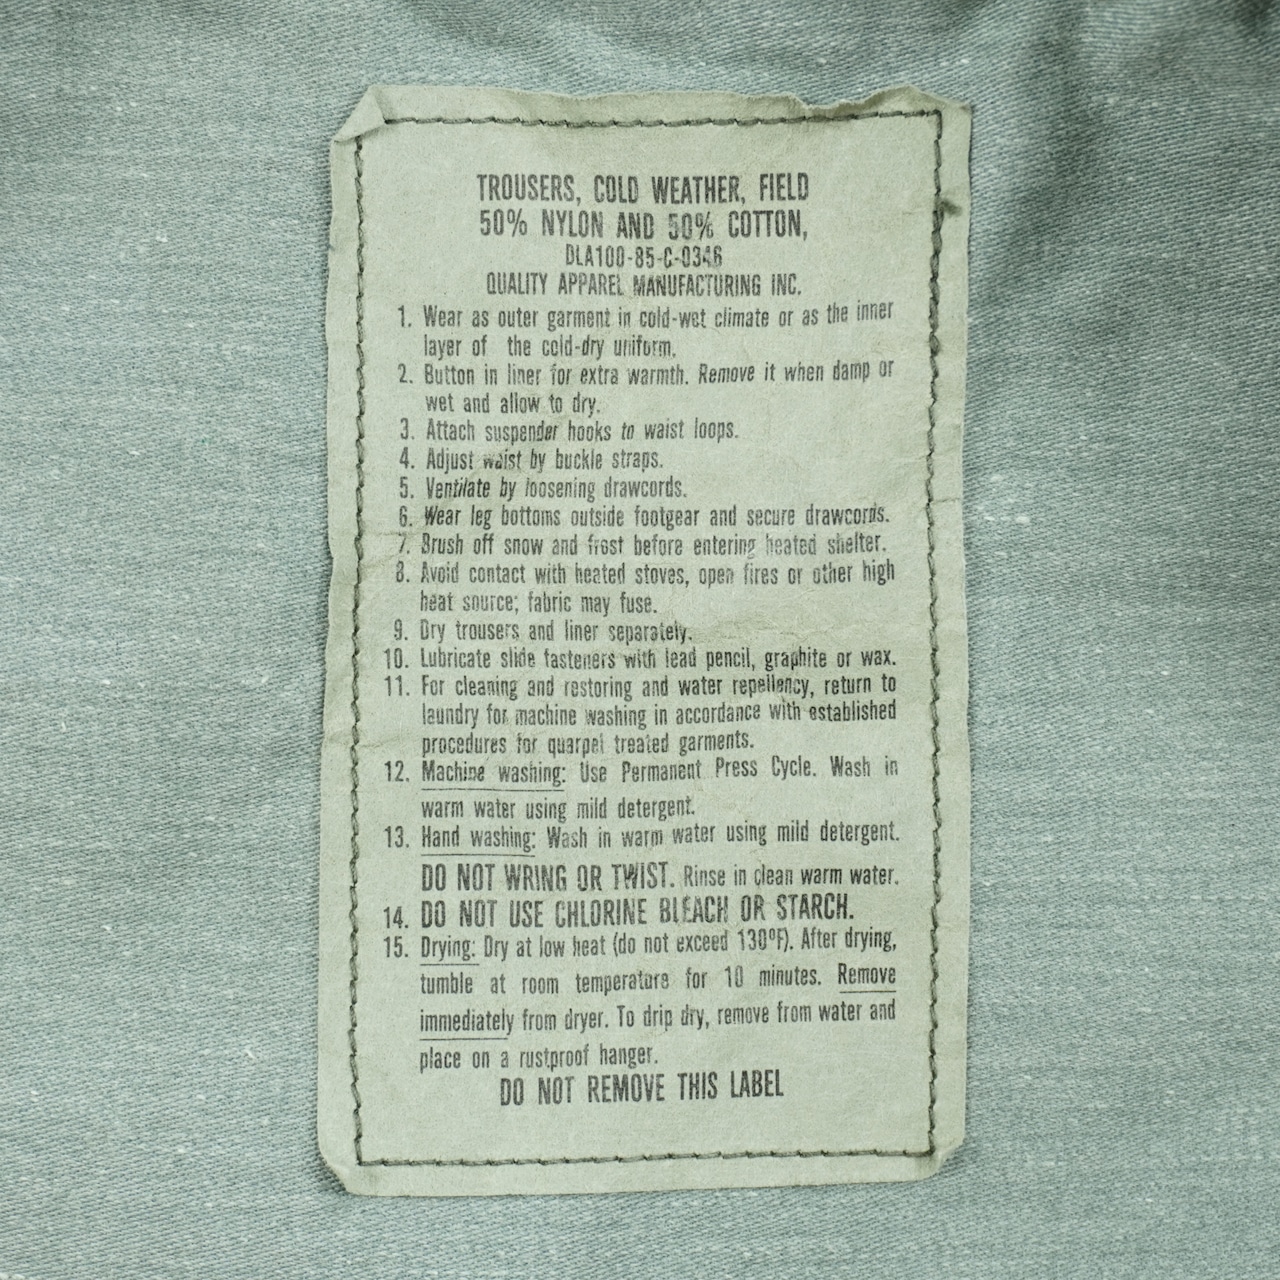 TROUSERS, COLD WEATHER, FIELD
50% NYLON AND 50% COTTON,
DLA100-85-C-0346
QUALITY APPAREL MANUFACTURING INC.
1. Wear as outer garment in cold-wet climate or as the inner
layer of the cold-dry uniform.
2. Button in liner for extra warmth. Remove it when damp or
wet and allow to dry.
3. Attach suspender hooks to waist loops.
4. Adjust waist by buckle straps.
5. Ventilate by loosening drawcords.
6. Wear leg bottoms outside footgear and secure drawcords.
7. Brush off snow and frost before entering heated shelter.
8. Avoid contact with heated stoves, open fires or other high
heat source; fabric may fuse.
9. Dry trousers and liner separately.
10. Lubricate slide fasteners with lead pencil, graphite or wax.
11. For cleaning and restoring and water repellency, return to
laundry for machine washing in accordance with established
procedures for quarpel treated garments.
12. Machine washing: Use Permanent Press Cycle. Wash in
warm water using mild detergent.
13. Hand washing: Wash in warm water using mild detergent.
DO NOT WRING OR TWIST. Rinse in clean warm water.
14. DO NOT USE CHLORINE BLEACH OR STARCH.
15. Drying: Dry at low heat (do not exceed 130ºF). After drying,
tumble at room temperature for 10 minutes. Remove
immediately from dryer. To drip dry, remove from water and
place on a rustproof hanger.
DO NOT REMOVE THIS LABEL